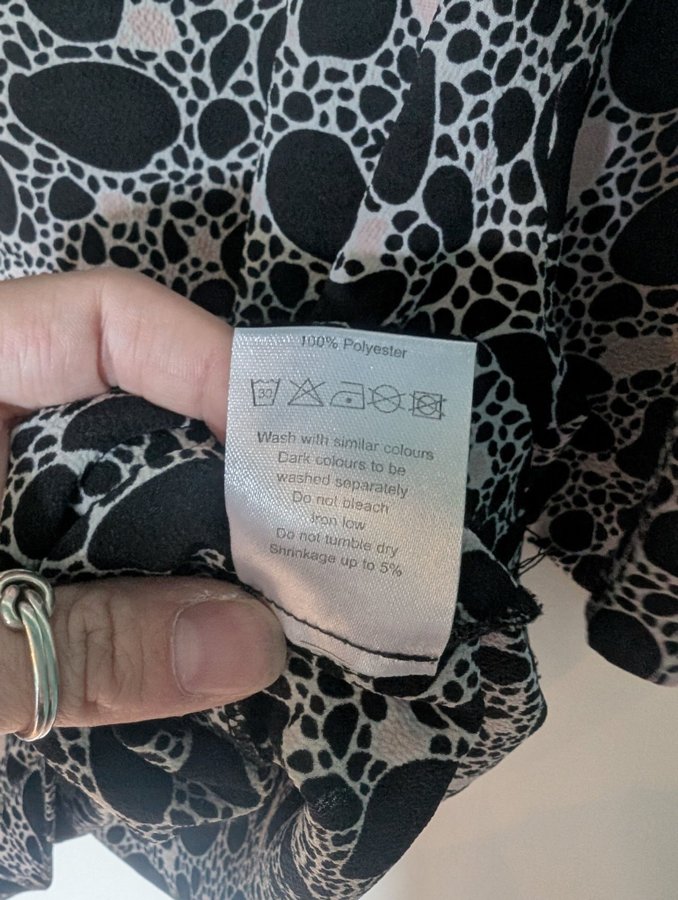 100% Polyester
30
Wash with similar colours
Dark colours to be
washed separately
Do not bleach
Iron low
Do not tumble dry
Shrinkage up to 5%